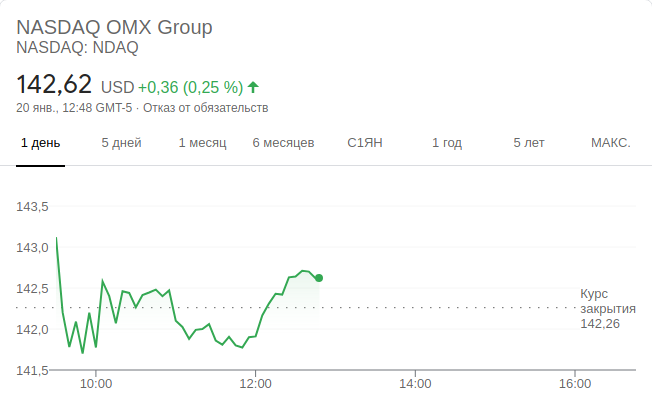 NASDAQ OMX Group
NASDAQ: NDAQ
142,62 USD +0,36 (0,25 %)
20 янв., 12:48 GMT-5 · Отказ от обязательств
1 день 5 дней 1 месяц 6 месяцев С1ЯН 1 год 5 лет МАКС.
143,5
143,0
142,5
Курс
закрытия
142,26
142,0
141,5
10:00 12:00 14:00 16:00